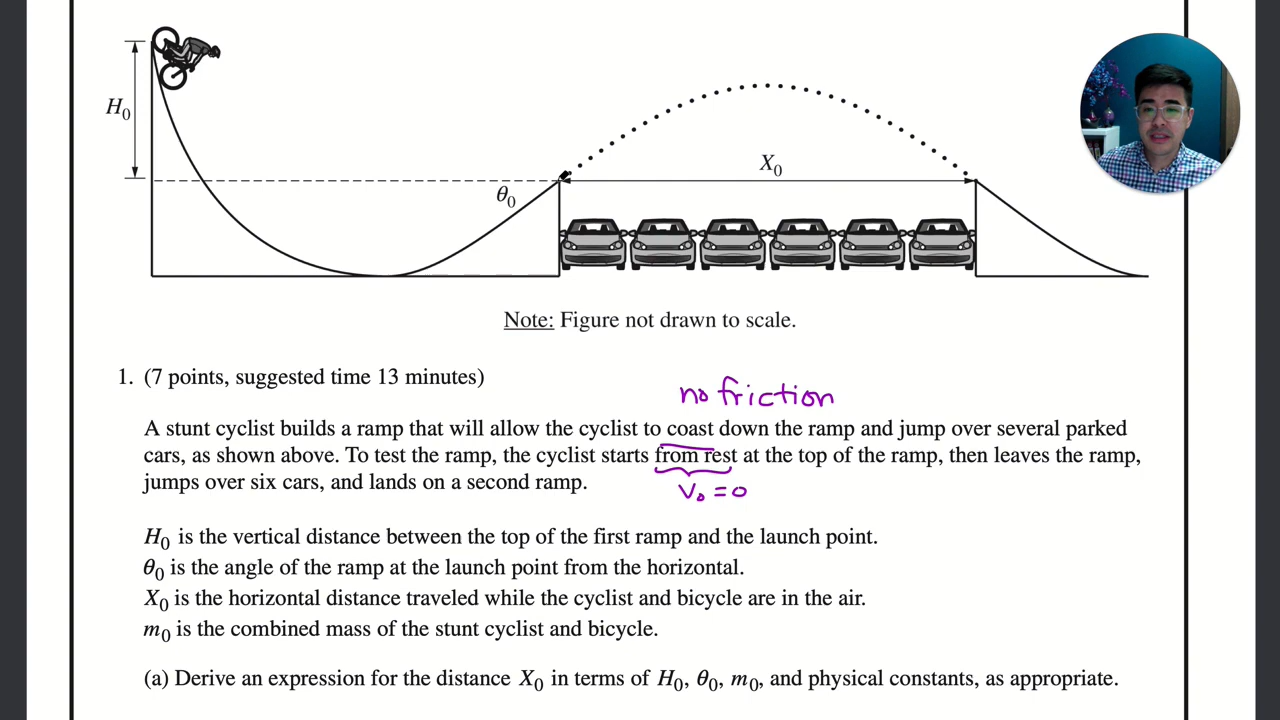 H₀
X₀
θ₀
Note: Figure not drawn to scale.
1. (7 points, suggested time 13 minutes)
no friction
A stunt cyclist builds a ramp that will allow the cyclist to coast down the ramp and jump over several parked
cars, as shown above. To test the ramp, the cyclist starts from rest at the top of the ramp, then leaves the ramp,
jumps over six cars, and lands on a second ramp.
v₀ = 0
H₀ is the vertical distance between the top of the first ramp and the launch point.
θ₀ is the angle of the ramp at the launch point from the horizontal.
X₀ is the horizontal distance traveled while the cyclist and bicycle are in the air.
m₀ is the combined mass of the stunt cyclist and bicycle.
(a) Derive an expression for the distance X₀ in terms of H₀, θ₀, m₀, and physical constants, as appropriate.